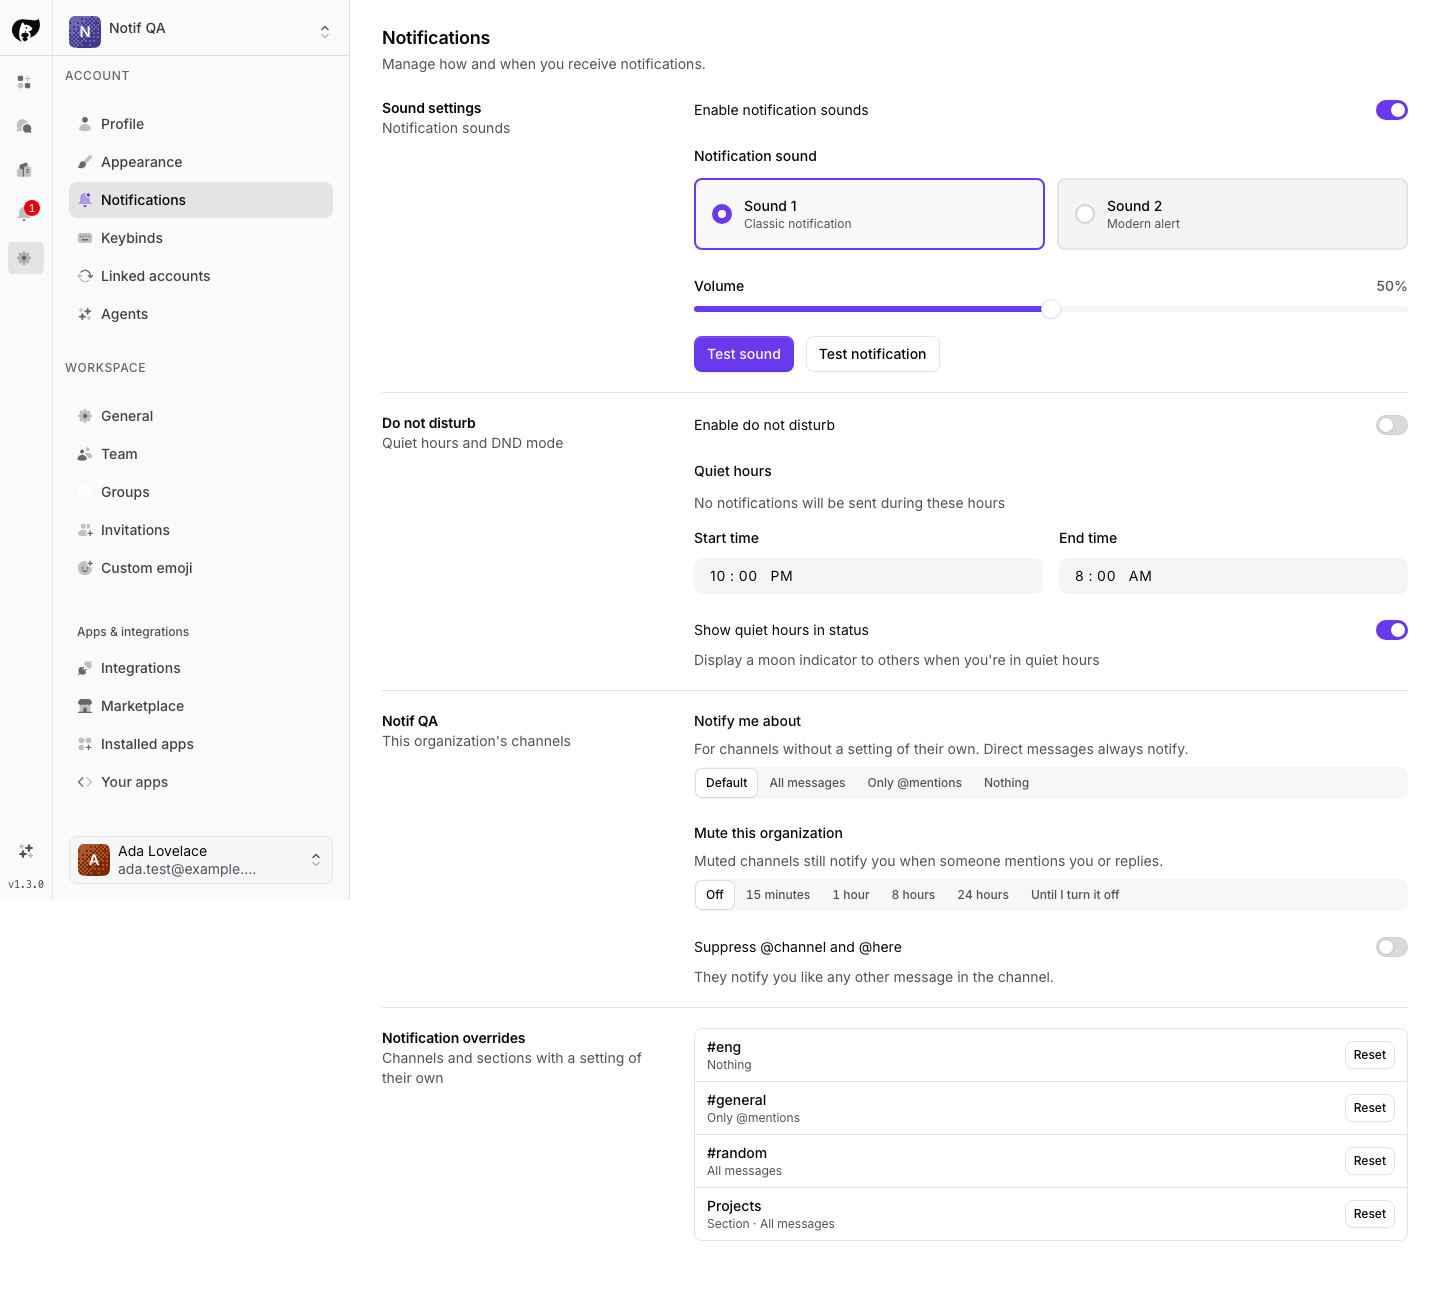 N
Notif QA
ACCOUNT
Profile
Appearance
Notifications
Keybinds
Linked accounts
Agents
1
WORKSPACE
General
Team
Groups
Invitations
Custom emoji
Apps & integrations
Integrations
Marketplace
Installed apps
Your apps
A
Ada Lovelace
ada.test@example....
v1.3.0
Notifications
Manage how and when you receive notifications.
Sound settings
Notification sounds
Enable notification sounds
Notification sound
Sound 1
Classic notification
Sound 2
Modern alert
Volume
50%
Test sound
Test notification
Do not disturb
Quiet hours and DND mode
Enable do not disturb
Quiet hours
No notifications will be sent during these hours
Start time
End time
10 : 00 PM
8 : 00 AM
Show quiet hours in status
Display a moon indicator to others when you're in quiet hours
Notif QA
This organization's channels
Notify me about
For channels without a setting of their own. Direct messages always notify.
Default All messages Only @mentions Nothing
Mute this organization
Muted channels still notify you when someone mentions you or replies.
Off 15 minutes 1 hour 8 hours 24 hours Until I turn it off
Suppress @channel and @here
They notify you like any other message in the channel.
Notification overrides
Channels and sections with a setting of
their own
#eng
Nothing
Reset
#general
Only @mentions
Reset
#random
All messages
Reset
Projects
Section · All messages
Reset